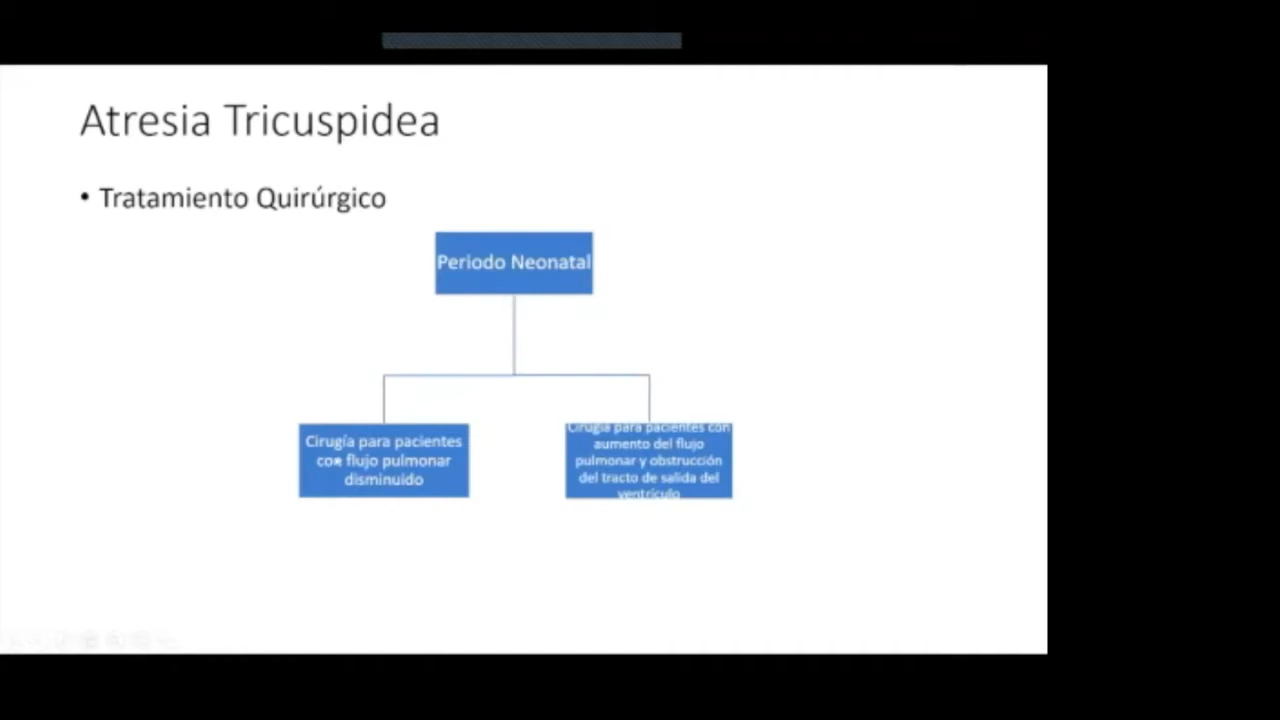 Atresia Tricuspidea
• Tratamiento Quirúrgico
Periodo Neonatal
Cirugía para pacientes
con flujo pulmonar
disminuido
Cirugía para pacientes con
aumento del flujo
pulmonar y obstrucción
del tracto de salida del
ventrículo